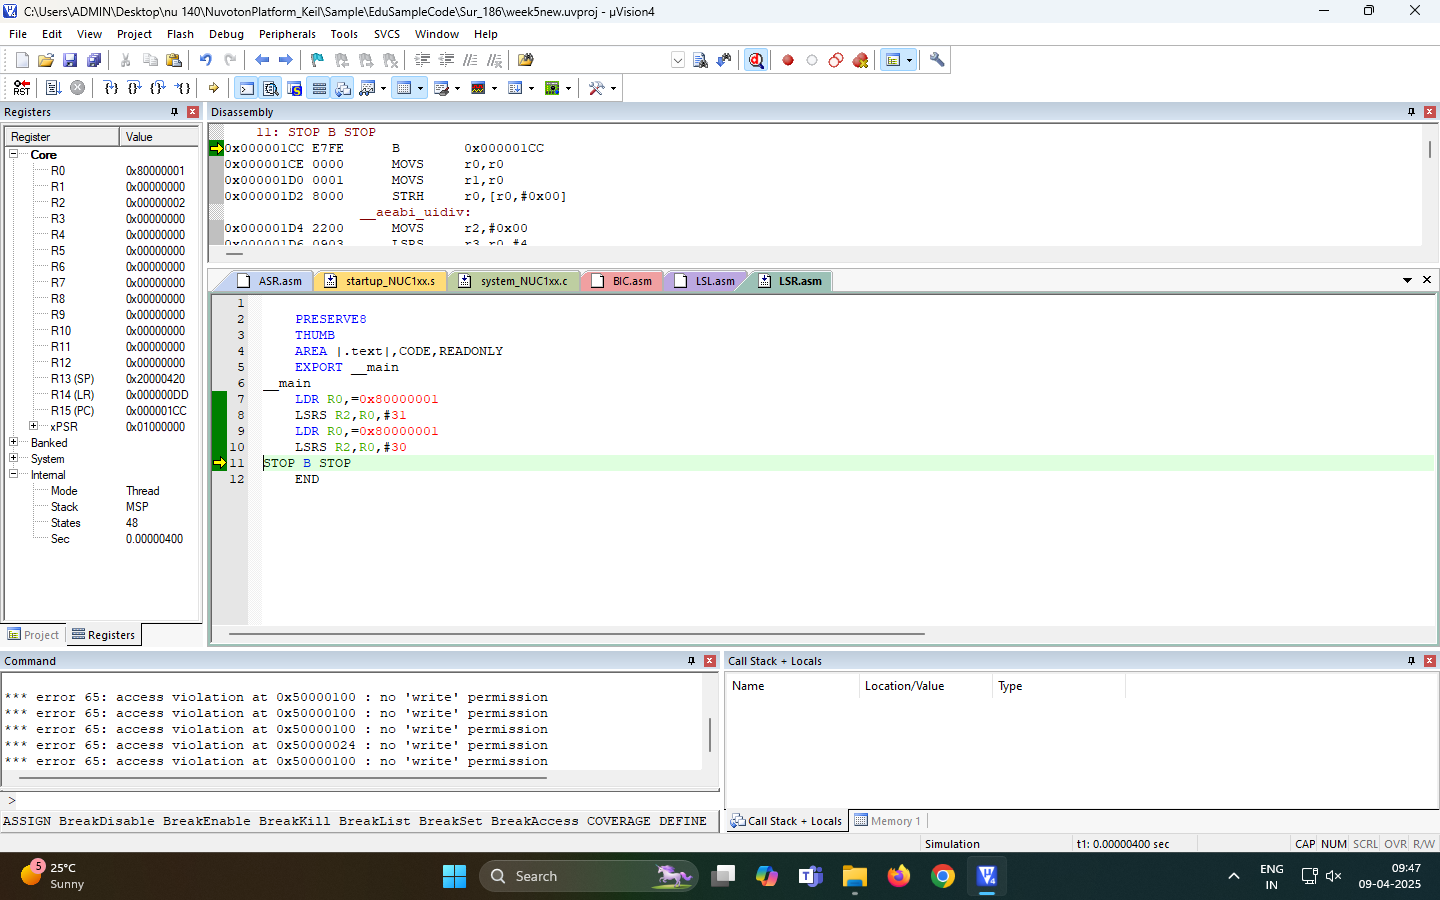 C:\Users\ADMIN\Desktop\nu 140\NuvotonPlatform_Keil\Sample\EduSampleCode\Sur_186\week5new.uvproj - µVision4
File Edit View Project Flash Debug Peripherals Tools SVCS Window Help
RST
Registers
Register Value
Core
R0 0x80000001
R1 0x00000000
R2 0x00000002
R3 0x00000000
R4 0x00000000
R5 0x00000000
R6 0x00000000
R7 0x00000000
R8 0x00000000
R9 0x00000000
R10 0x00000000
R11 0x00000000
R12 0x00000000
R13 (SP) 0x20000420
R14 (LR) 0x000000DD
R15 (PC) 0x000001CC
xPSR 0x01000000
Banked
System
Internal
Mode Thread
Stack MSP
States 48
Sec 0.00000400
Project Registers
Disassembly
11: STOP B STOP
0x000001CC E7FE B 0x000001CC
0x000001CE 0000 MOVS r0,r0
0x000001D0 0001 MOVS r1,r0
0x000001D2 8000 STRH r0,[r0,#0x00]
__aeabi_uidiv:
0x000001D4 2200 MOVS r2,#0x00
0x000001D6 0903 LSRS r3,r0,#4
ASR.asm startup_NUC1xx.s system_NUC1xx.c BIC.asm LSL.asm LSR.asm
1
2 PRESERVE8
3 THUMB
4 AREA |.text|,CODE,READONLY
5 EXPORT __main
6 __main
7 LDR R0,=0x80000001
8 LSRS R2,R0,#31
9 LDR R0,=0x80000001
10 LSRS R2,R0,#30
11 STOP B STOP
12 END
Command
*** error 65: access violation at 0x50000100 : no 'write' permission
*** error 65: access violation at 0x50000100 : no 'write' permission
*** error 65: access violation at 0x50000100 : no 'write' permission
*** error 65: access violation at 0x50000024 : no 'write' permission
*** error 65: access violation at 0x50000100 : no 'write' permission
>
ASSIGN BreakDisable BreakEnable BreakKill BreakList BreakSet BreakAccess COVERAGE DEFINE
Call Stack + Locals
Name Location/Value Type
Call Stack + Locals Memory 1
Simulation t1: 0.00000400 sec CAP NUM SCRL OVR R/W
5
25°C
Sunny
Search
ENG
IN
09:47
09-04-2025